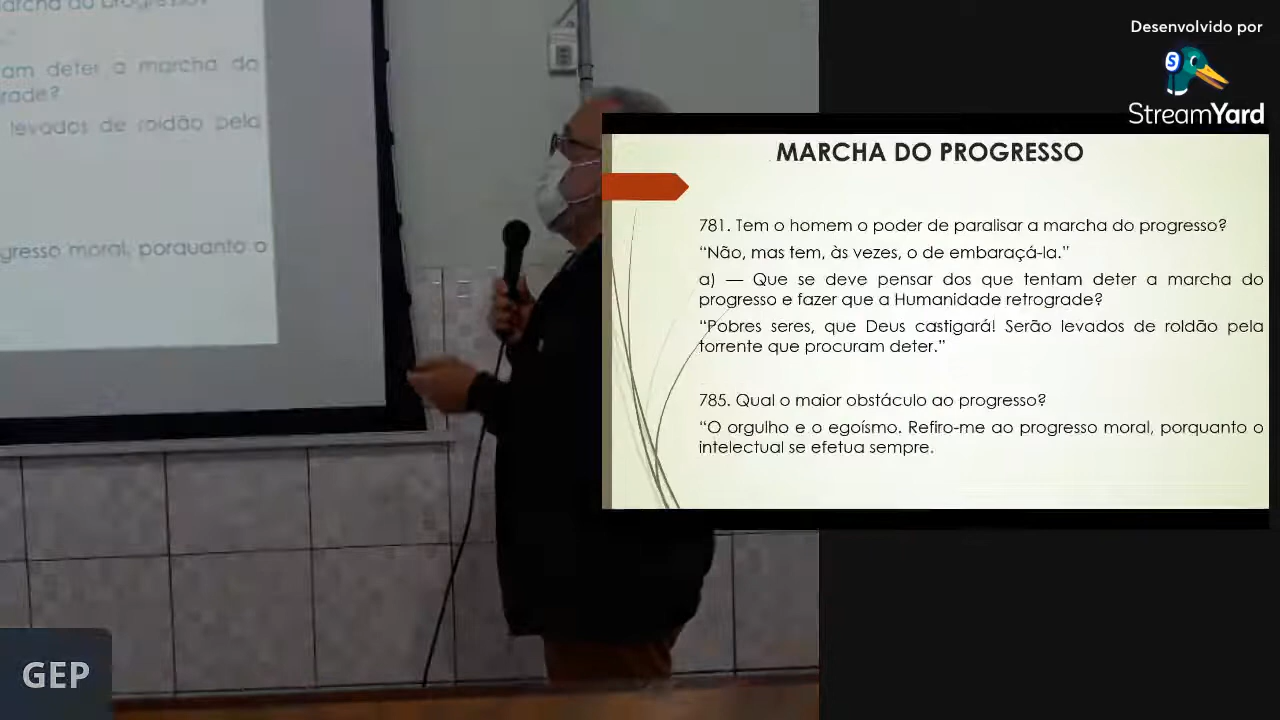 marcha do progresso?
am deter a marcha do
rade?
levados de roldão pela
gresso moral, porquanto o
Desenvolvido por
S
StreamYard
MARCHA DO PROGRESSO
781. Tem o homem o poder de paralisar a marcha do progresso?
“Não, mas tem, às vezes, o de embaraçá-la.”
a) — Que se deve pensar dos que tentam deter a marcha do
progresso e fazer que a Humanidade retrograde?
“Pobres seres, que Deus castigará! Serão levados de roldão pela
torrente que procuram deter.”
785. Qual o maior obstáculo ao progresso?
“O orgulho e o egoísmo. Refiro-me ao progresso moral, porquanto o
intelectual se efetua sempre.
GEP